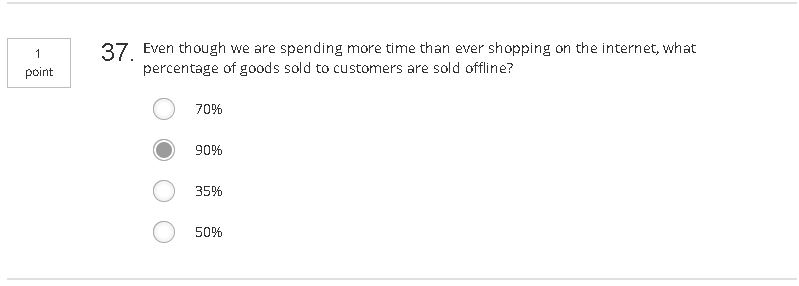 1
point
37.
Even though we are spending more time than ever shopping on the internet, what
percentage of goods sold to customers are sold offline?
70%
90%
35%
50%